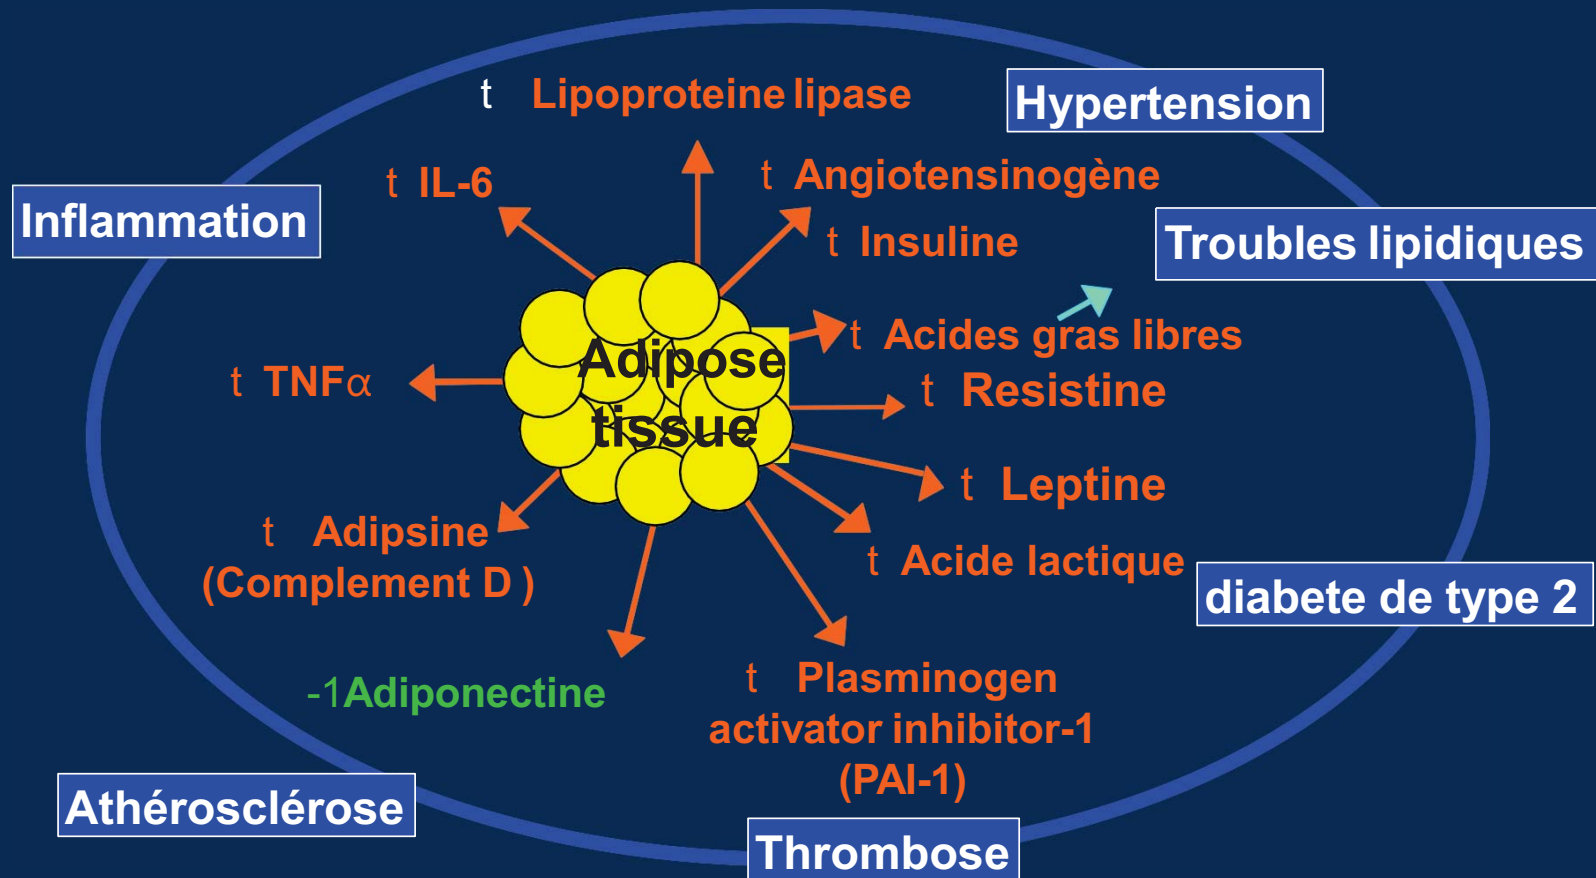 t Lipoproteine lipase
Hypertension
t IL-6
t Angiotensinogène
Inflammation
t Insuline
Troubles lipidiques
t Acides gras libres
Adipose
tissue
t TNFα
t Resistine
t Leptine
t Adipsine
(Complement D )
t Acide lactique
diabete de type 2
-1Adiponectine
t Plasminogen
activator inhibitor-1
(PAI-1)
Athérosclérose
Thrombose